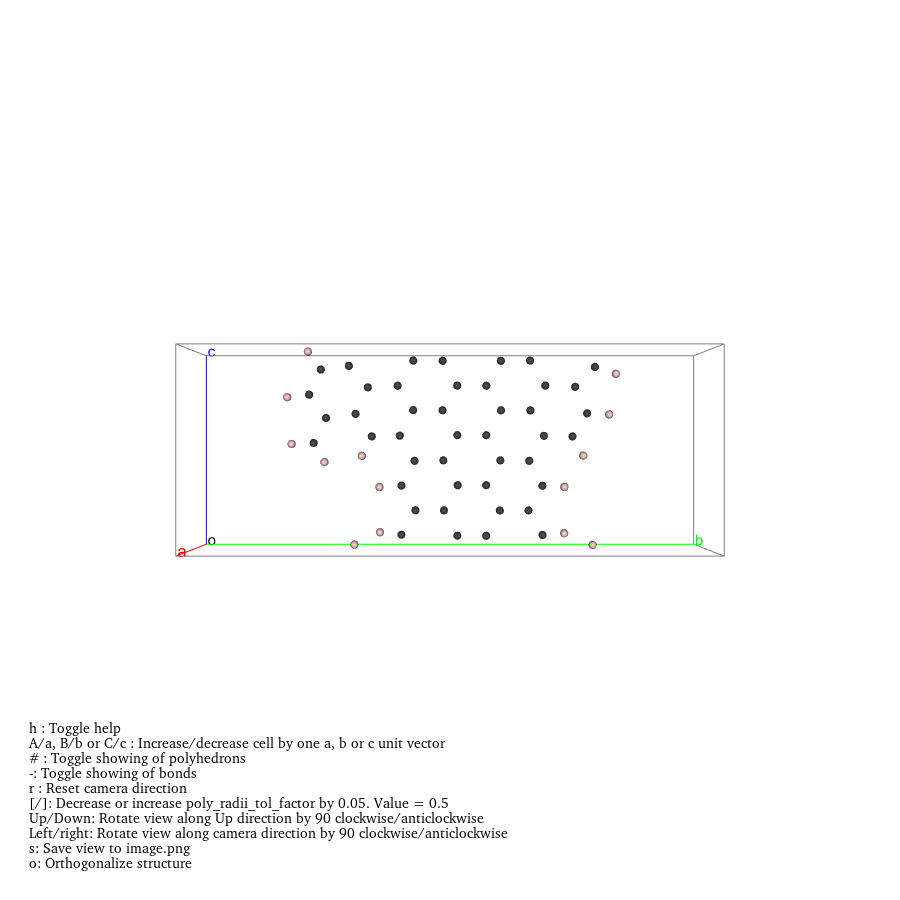 c
o
a
b
h : Toggle help
A/a, B/b or C/c : Increase/decrease cell by one a, b or c unit vector
# : Toggle showing of polyhedrons
-: Toggle showing of bonds
r : Reset camera direction
[/]: Decrease or increase poly_radii_tol_factor by 0.05. Value = 0.5
Up/Down: Rotate view along Up direction by 90 clockwise/anticlockwise
Left/right: Rotate view along camera direction by 90 clockwise/anticlockwise
s: Save view to image.png
o: Orthogonalize structure